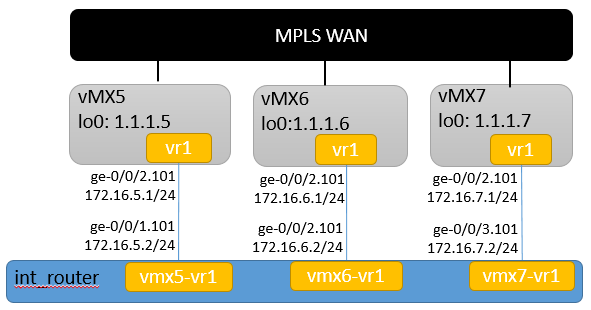 MPLS WAN
vMX5
lo0: 1.1.1.5
vr1
vMX6
lo0:1.1.1.6
vr1
vMX7
lo0: 1.1.1.7
vr1
ge-0/0/2.101
172.16.5.1/24
ge-0/0/2.101
172.16.6.1/24
ge-0/0/2.101
172.16.7.1/24
ge-0/0/1.101
172.16.5.2/24
ge-0/0/2.101
172.16.6.2/24
ge-0/0/3.101
172.16.7.2/24
int_router
vmx5-vr1
vmx6-vr1
vmx7-vr1